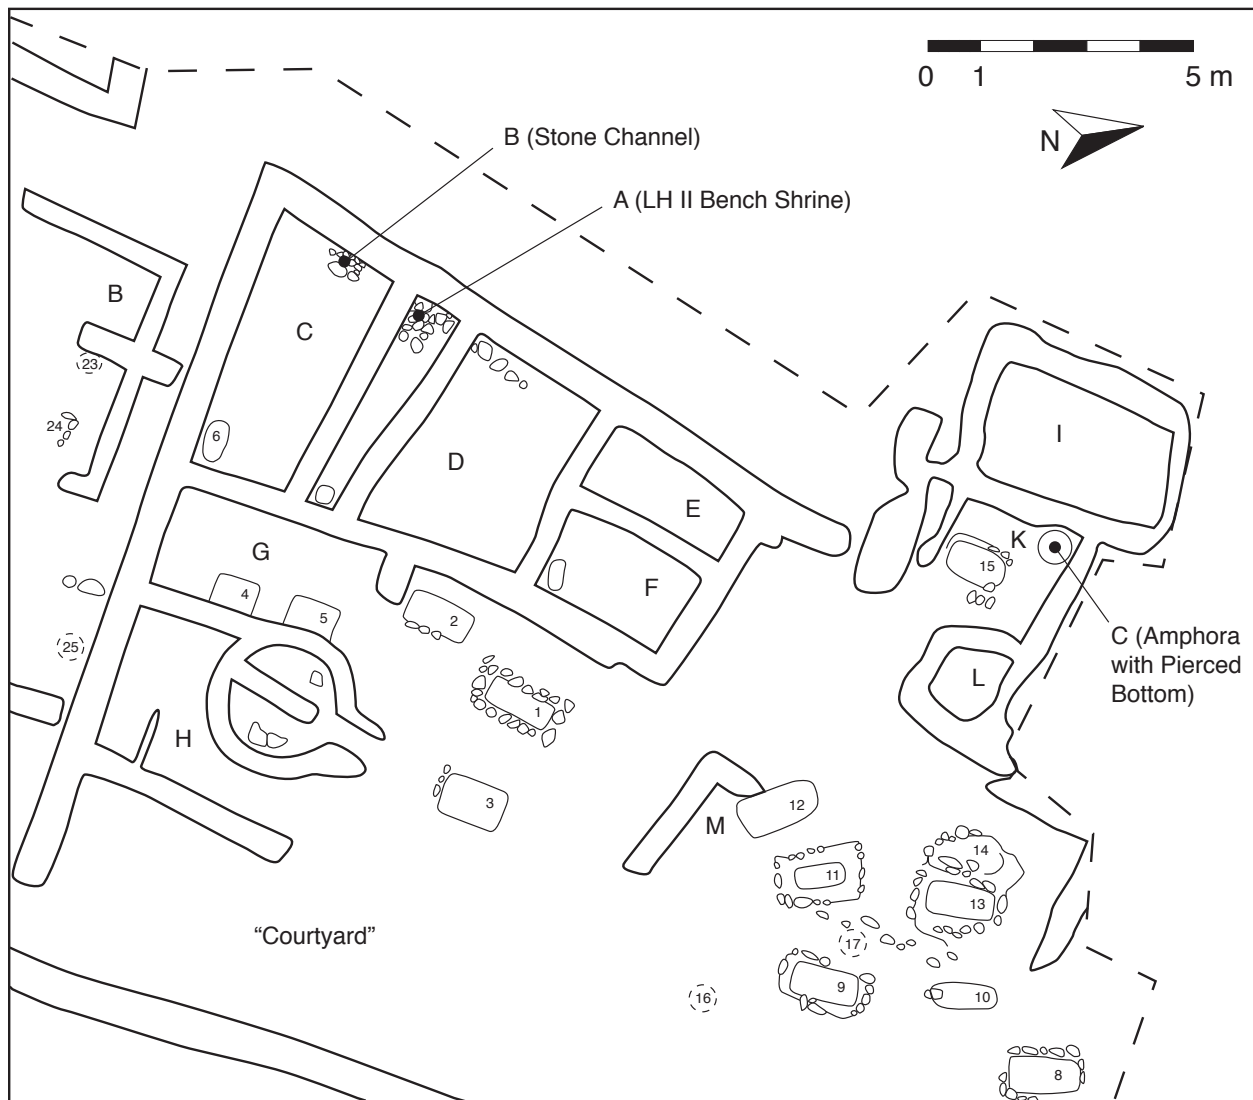 0 1 5 m
N
B (Stone Channel)
A (LH II Bench Shrine)
B
C
23
24
6
D
E
I
G
K
15
F
4
5
2
25
C (Amphora
with Pierced
Bottom)
L
1
H
3
12
M
14
11
13
"Courtyard"
17
9
16
10
8